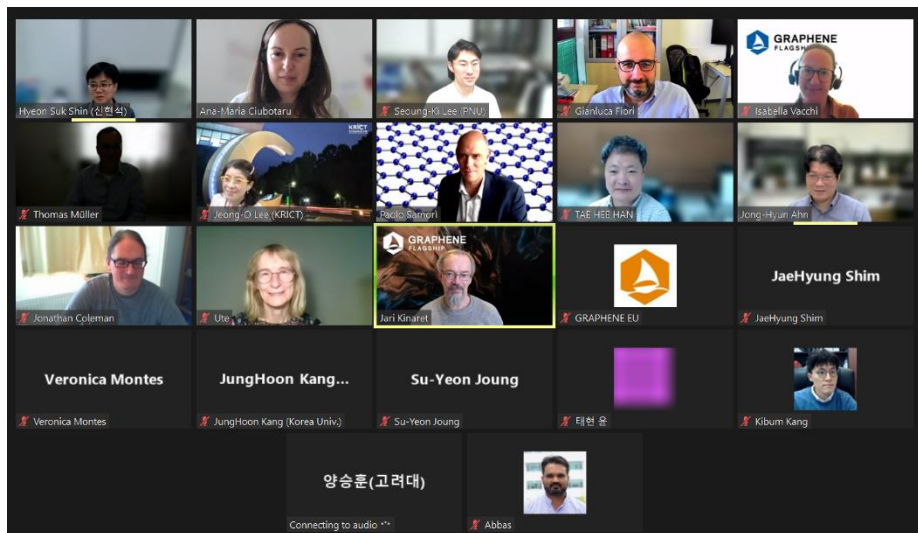 Hyeon Suk Shin (신현석)
Ana-Maria Ciubotaru
Seoung-Ki Lee (PNU)
Gianluca Fiori
GRAPHENE
FLAGSHIP
Isabella Vacchi
Thomas Müller
KRICT
Jeong-O Lee (KRICT)
Paolo Samorì
TAE HEE HAN
Jong-Hyun Ahn
Jonathan Coleman
Ute
GRAPHENE
FLAGSHIP
Jari Kinaret
GRAPHENE EU
JaeHyung Shim
JaeHyung Shim
Veronica Montes
Veronica Montes
JungHoon Kang...
JungHoon Kang (Korea Univ.)
Su-Yeon Joung
Su-Yeon Joung
태현 윤
Kibum Kang
양승훈(고려대)
Connecting to audio
Abbas